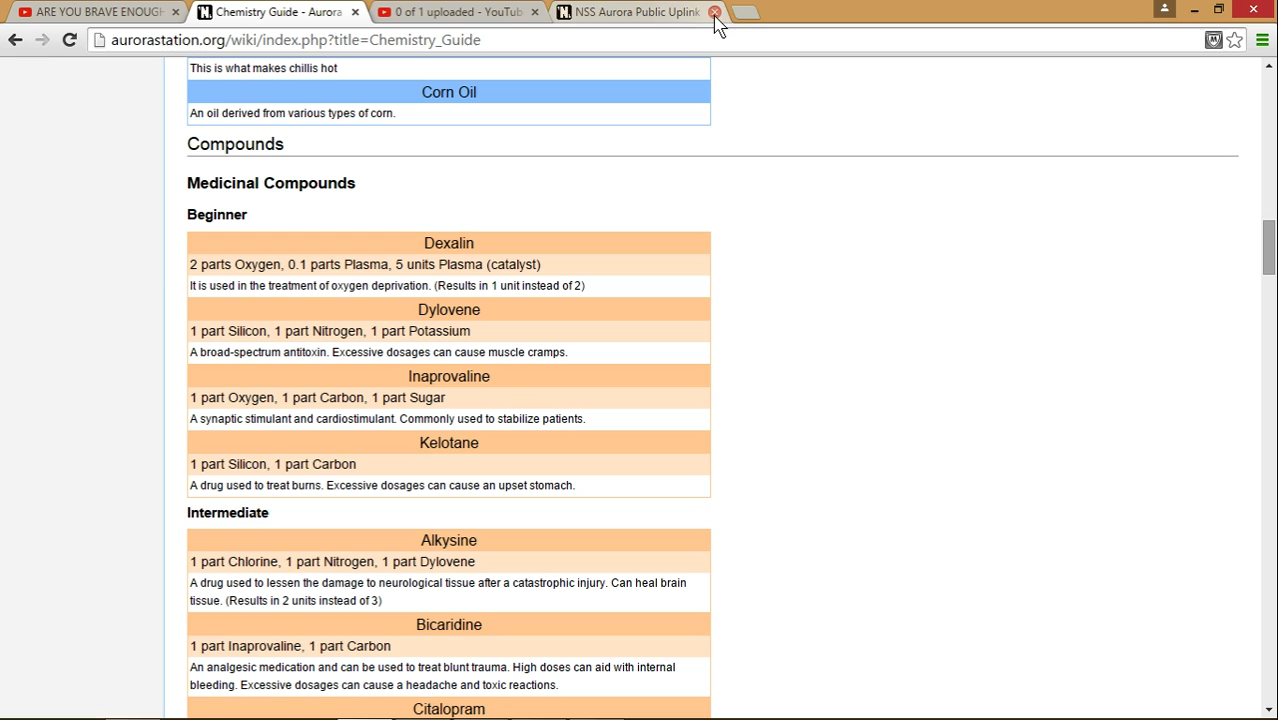 ARE YOU BRAVE ENOUGH
Chemistry Guide - Aurora
0 of 1 uploaded - YouTub
NSS Aurora Public Uplink
aurorastation.org/wiki/index.php?title=Chemistry_Guide
This is what makes chillis hot
Corn Oil
An oil derived from various types of corn.
Compounds
Medicinal Compounds
Beginner
Dexalin
2 parts Oxygen, 0.1 parts Plasma, 5 units Plasma (catalyst)
It is used in the treatment of oxygen deprivation. (Results in 1 unit instead of 2)
Dylovene
1 part Silicon, 1 part Nitrogen, 1 part Potassium
A broad-spectrum antitoxin. Excessive dosages can cause muscle cramps.
Inaprovaline
1 part Oxygen, 1 part Carbon, 1 part Sugar
A synaptic stimulant and cardiostimulant. Commonly used to stabilize patients.
Kelotane
1 part Silicon, 1 part Carbon
A drug used to treat burns. Excessive dosages can cause an upset stomach.
Intermediate
Alkysine
1 part Chlorine, 1 part Nitrogen, 1 part Dylovene
A drug used to lessen the damage to neurological tissue after a catastrophic injury. Can heal brain
tissue. (Results in 2 units instead of 3)
Bicaridine
1 part Inaprovaline, 1 part Carbon
An analgesic medication and can be used to treat blunt trauma. High doses can aid with internal
bleeding. Excessive dosages can cause a headache and toxic reactions.
Citalopram